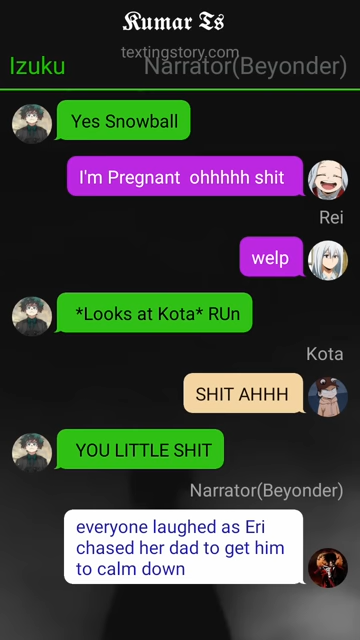 Kumar Ts
textingstory.com
Izuku
Narrator(Beyonder)
Yes Snowball
I'm Pregnant ohhhhh shit
Rei
welp
*Looks at Kota* RUn
Kota
SHIT AHHH
YOU LITTLE SHIT
Narrator(Beyonder)
everyone laughed as Eri
chased her dad to get him
to calm down